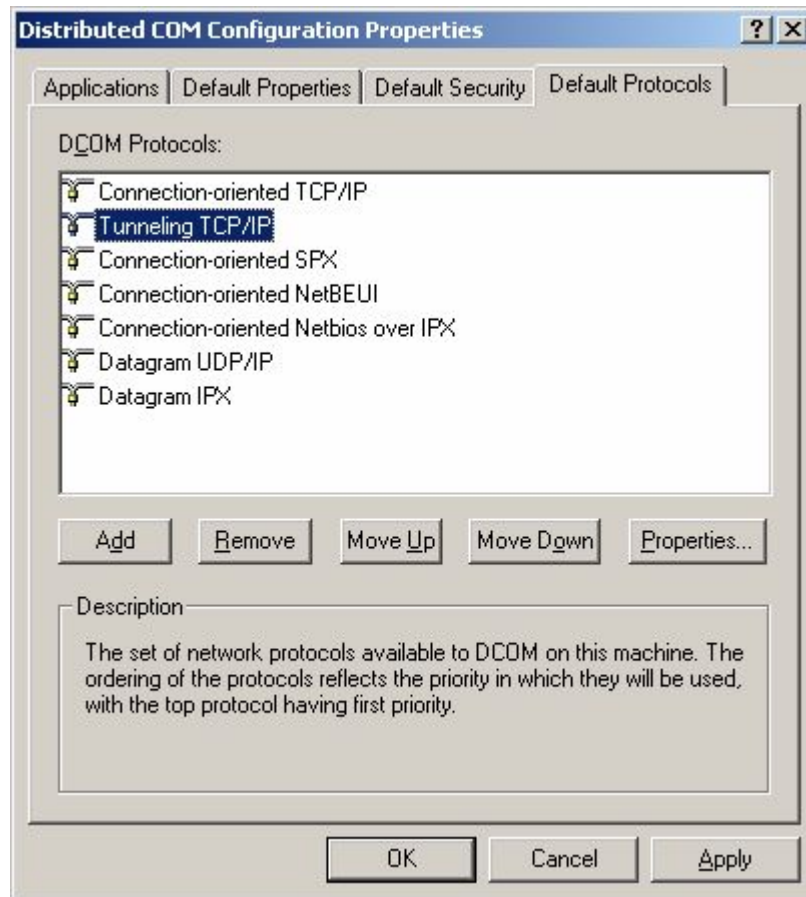 Distributed COM Configuration Properties
Applications
Default Properties
Default Security
Default Protocols
DCOM Protocols:
Connection-oriented TCP/IP
Tunneling TCP/IP
Connection-oriented SPX
Connection-oriented NetBEUI
Connection-oriented Netbios over IPX
Datagram UDP/IP
Datagram IPX
Add
Remove
Move Up
Move Down
Properties...
Description
The set of network protocols available to DCOM on this machine. The
ordering of the protocols reflects the priority in which they will be used,
with the top protocol having first priority.
OK
Cancel
Apply